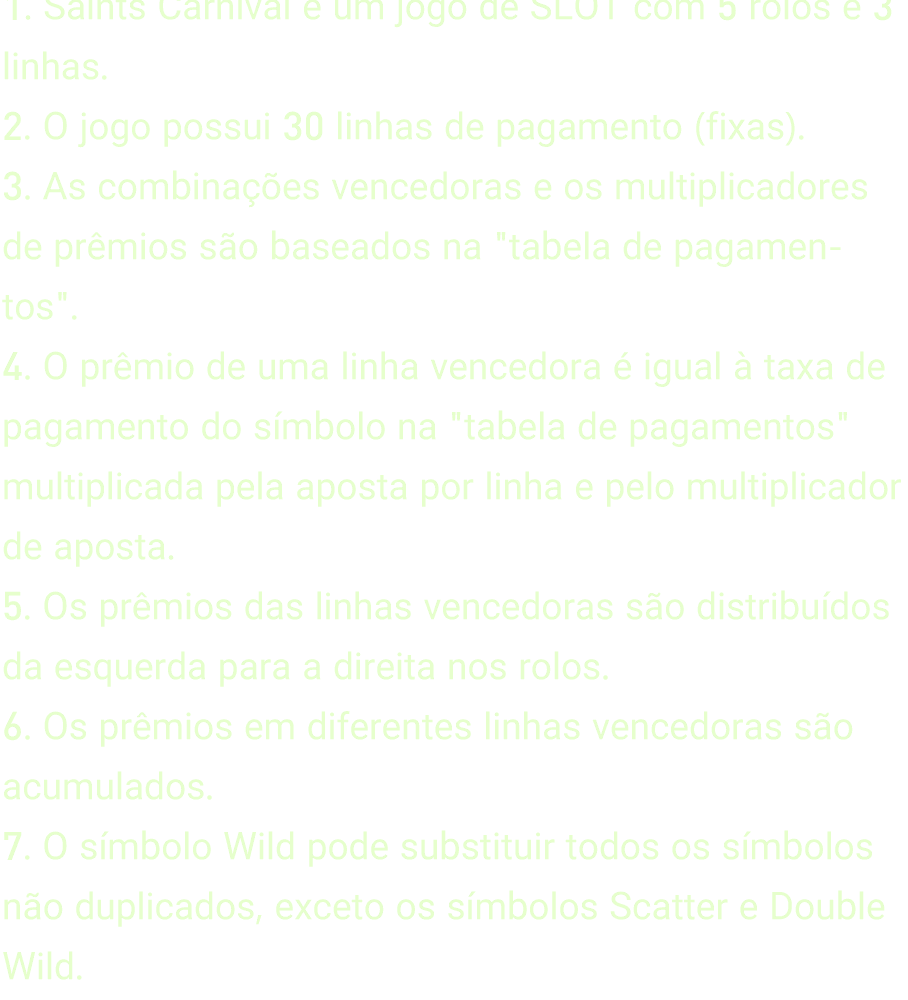 1. Saints Carnival é um jogo de SLOT com 5 rolos e 3
linhas.
2. O jogo possui 30 linhas de pagamento (fixas).
3. As combinações vencedoras e os multiplicadores
de prêmios são baseados na "tabela de pagamen-
tos".
4. O prêmio de uma linha vencedora é igual à taxa de
pagamento do símbolo na "tabela de pagamentos"
multiplicada pela aposta por linha e pelo multiplicador
de aposta.
5. Os prêmios das linhas vencedoras são distribuídos
da esquerda para a direita nos rolos.
6. Os prêmios em diferentes linhas vencedoras são
acumulados.
7. O símbolo Wild pode substituir todos os símbolos
não duplicados, exceto os símbolos Scatter e Double
Wild.